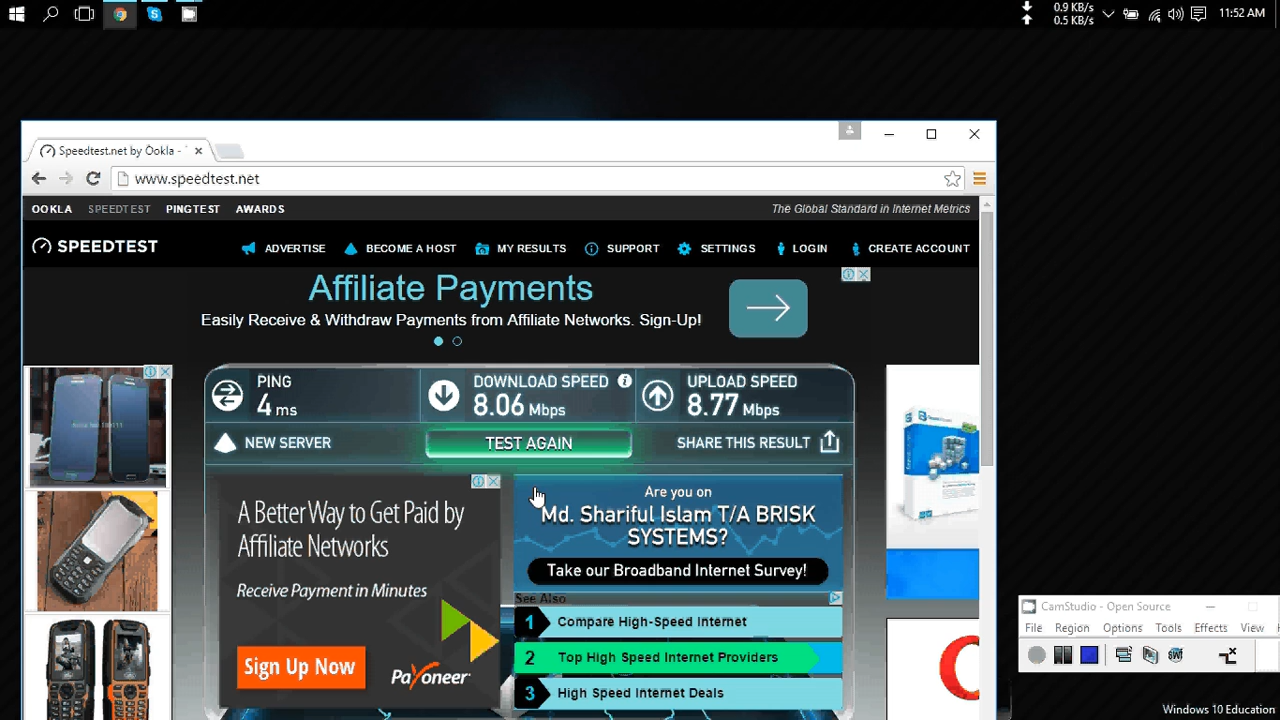 0.9 KB/s
0.5 KB/s
11:52 AM
Speedtest.net by Ookla -
www.speedtest.net
OOKLA SPEEDTEST PINGTEST AWARDS
The Global Standard in Internet Metrics
SPEEDTEST
ADVERTISE BECOME A HOST MY RESULTS SUPPORT SETTINGS LOGIN CREATE ACCOUNT
Affiliate Payments
Easily Receive & Withdraw Payments from Affiliate Networks. Sign-Up!
PING
4 ms
DOWNLOAD SPEED
8.06 Mbps
UPLOAD SPEED
8.77 Mbps
NEW SERVER
TEST AGAIN
SHARE THIS RESULT
A Better Way to Get Paid by
Affiliate Networks
Receive Payment in Minutes
Sign Up Now
Payoneer
Are you on
Md. Shariful Islam T/A BRISK
SYSTEMS?
Take our Broadband Internet Survey!
See Also
1 Compare High-Speed Internet
2 Top High Speed Internet Providers
3 High Speed Internet Deals
CamStudio - Open Source
File Region Options Tools Effects View
Windows 10 Education